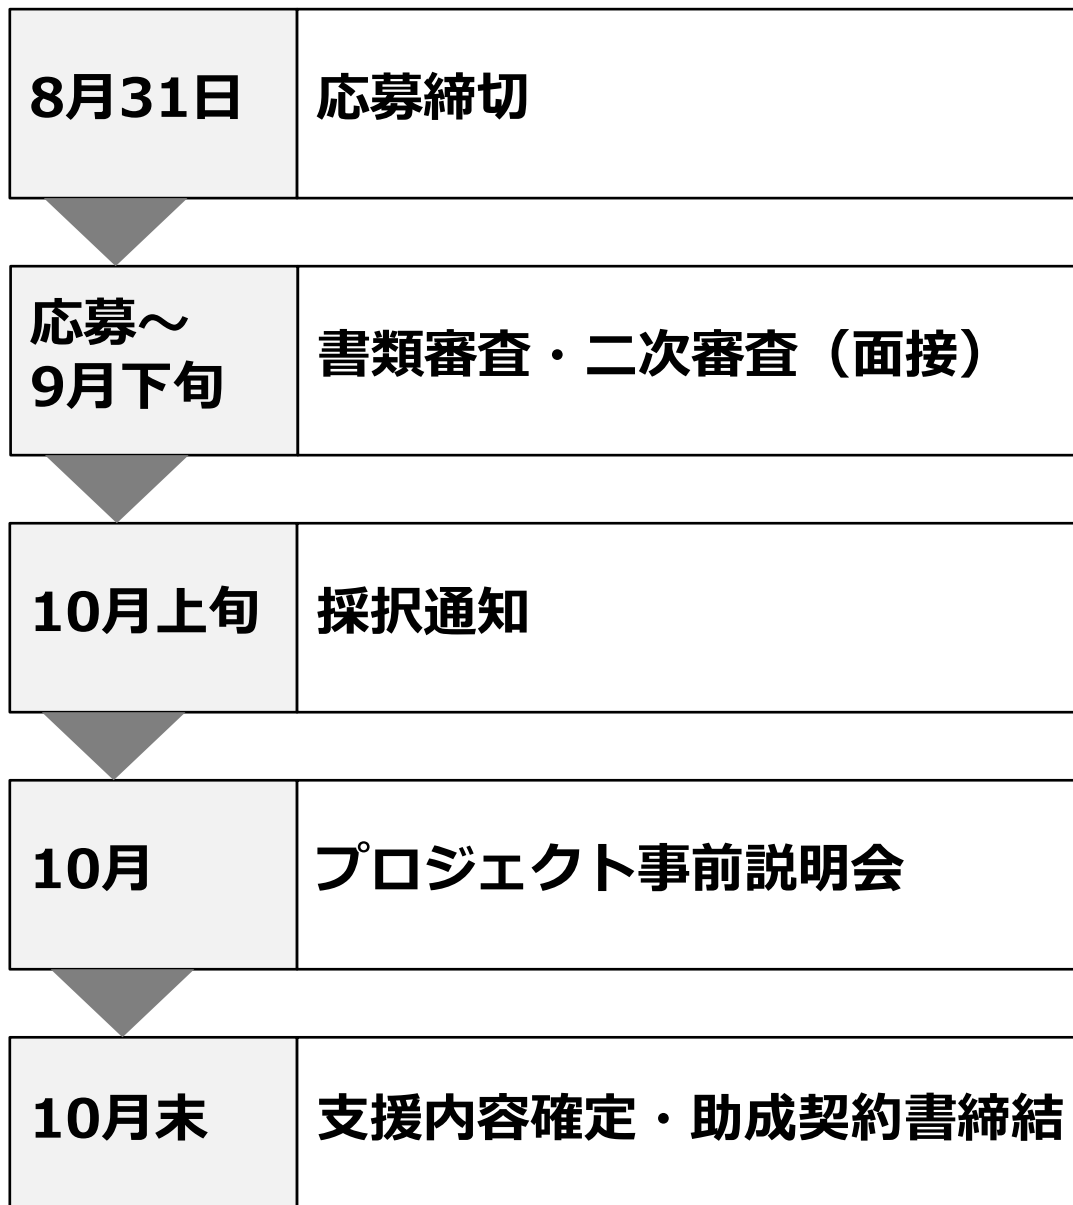 8月31日
応募締切
応募～
9月下旬
書類審査・二次審査（面接）
10月上旬
採択通知
10月
プロジェクト事前説明会
10月末
支援内容確定・助成契約書締結